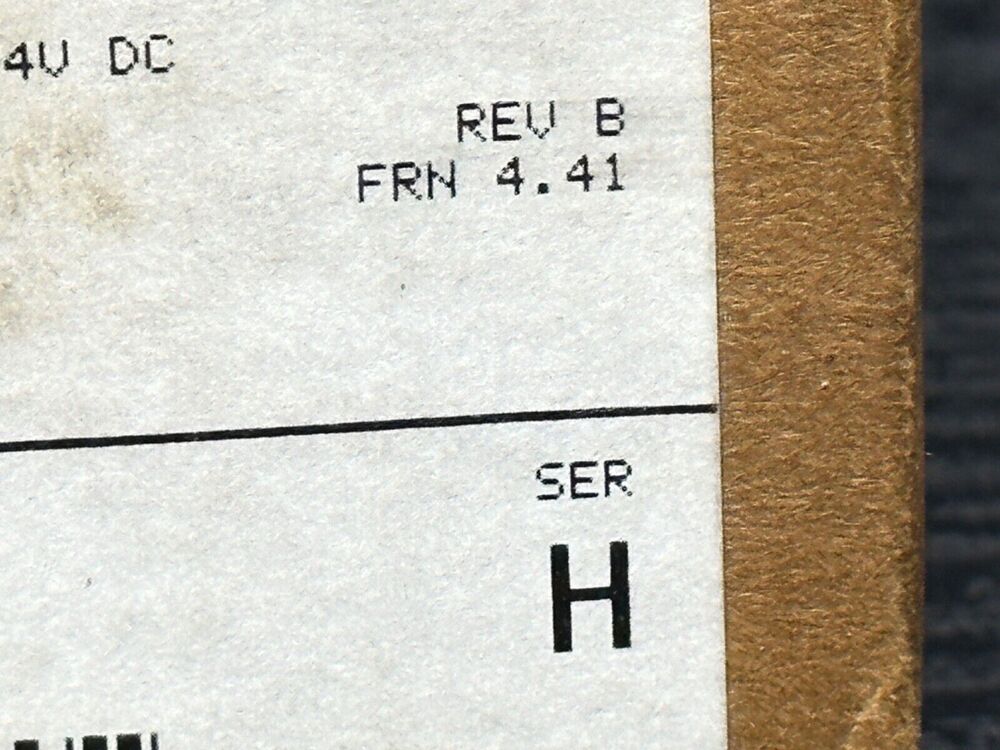 4V DC
REV B
FRN 4.41
SER
H